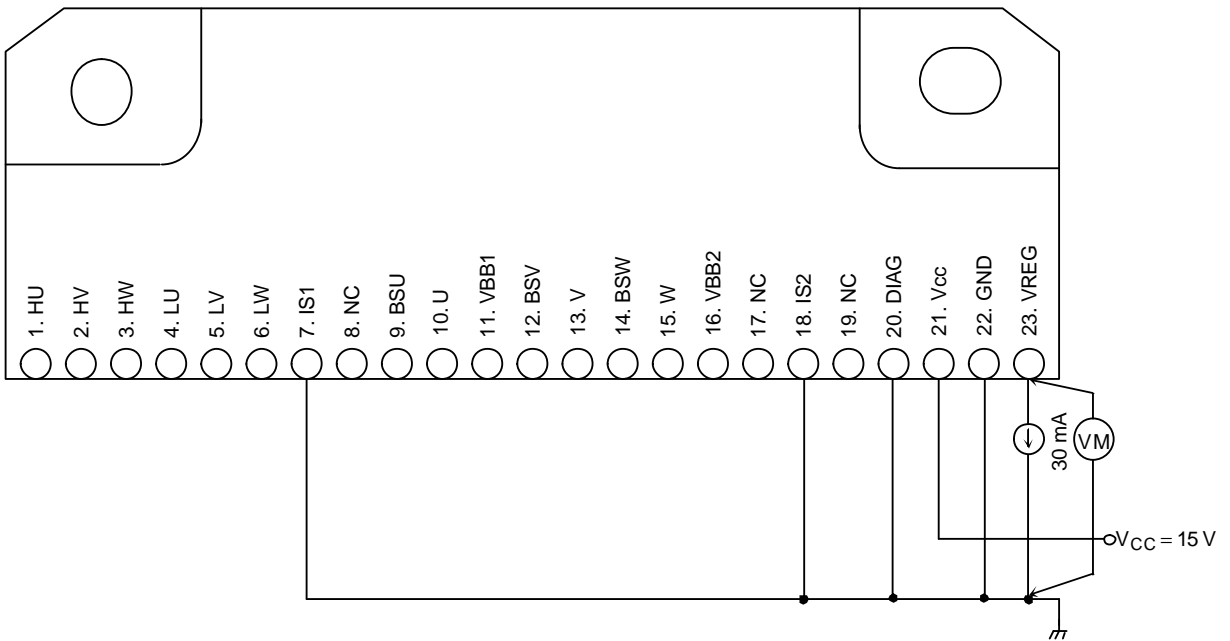 1. HU
2. HV
3. HW
4. LU
5. LV
6. LW
7. IS1
8. NC
9. BSU
10. U
11. VBB1
12. BSV
13. V
14. BSW
15. W
16. VBB2
17. NC
18. IS2
19. NC
20. DIAG
21. Vcc
22. GND
23. VREG
30 mA
VM
VCC = 15 V